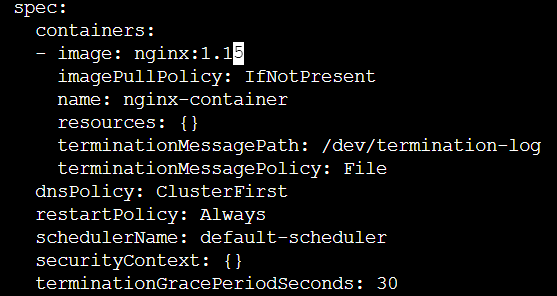 spec:
  containers:
  - image: nginx:1.15
    imagePullPolicy: IfNotPresent
    name: nginx-container
    resources: {}
    terminationMessagePath: /dev/termination-log
    terminationMessagePolicy: File
  dnsPolicy: ClusterFirst
  restartPolicy: Always
  schedulerName: default-scheduler
  securityContext: {}
  terminationGracePeriodSeconds: 30